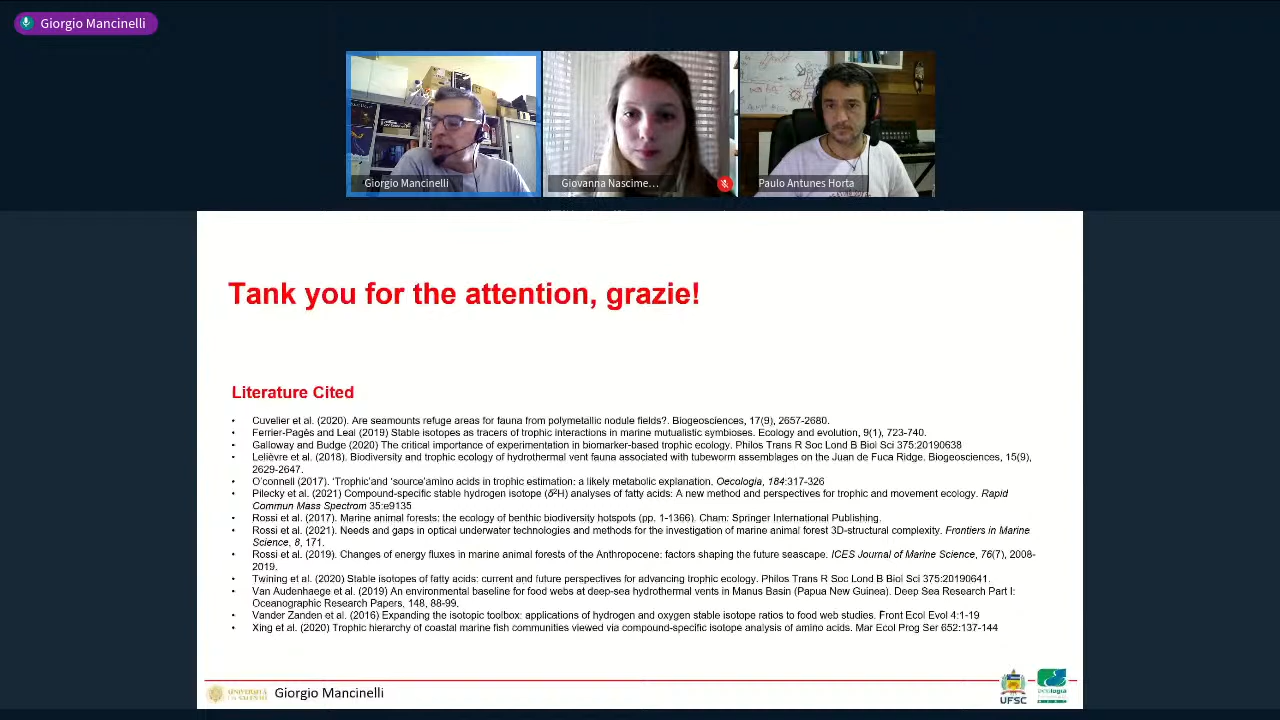 Giorgio Mancinelli
Giorgio Mancinelli
Giovanna Nascime...
Paulo Antunes Horta
Tank you for the attention, grazie!
Literature Cited
• Cuvelier et al. (2020). Are seamounts refuge areas for fauna from polymetallic nodule fields?. Biogeosciences, 17(9), 2657-2680.
• Ferrier-Pagès and Leal (2019) Stable isotopes as tracers of trophic interactions in marine mutualistic symbioses. Ecology and evolution, 9(1), 723-740.
• Galloway and Budge (2020) The critical importance of experimentation in biomarker-based trophic ecology. Philos Trans R Soc Lond B Biol Sci 375:20190638
• Lelièvre et al. (2018). Biodiversity and trophic ecology of hydrothermal vent fauna associated with tubeworm assemblages on the Juan de Fuca Ridge. Biogeosciences, 15(9),
2629-2647.
• O'connell (2017). 'Trophic'and 'source'amino acids in trophic estimation: a likely metabolic explanation. Oecologia, 184:317-326
• Pilecky et al. (2021) Compound-specific stable hydrogen isotope (δ²H) analyses of fatty acids: A new method and perspectives for trophic and movement ecology. Rapid
Commun Mass Spectrom 35:e9135
• Rossi et al. (2017). Marine animal forests: the ecology of benthic biodiversity hotspots (pp. 1-1366). Cham: Springer International Publishing.
• Rossi et al. (2021). Needs and gaps in optical underwater technologies and methods for the investigation of marine animal forest 3D-structural complexity. Frontiers in Marine
Science, 8, 171.
• Rossi et al. (2019). Changes of energy fluxes in marine animal forests of the Anthropocene: factors shaping the future seascape. ICES Journal of Marine Science, 76(7), 2008-
2019.
• Twining et al. (2020) Stable isotopes of fatty acids: current and future perspectives for advancing trophic ecology. Philos Trans R Soc Lond B Biol Sci 375:20190641.
• Van Audenhaege et al. (2019) An environmental baseline for food webs at deep-sea hydrothermal vents in Manus Basin (Papua New Guinea). Deep Sea Research Part I:
Oceanographic Research Papers, 148, 88-99.
• Vander Zanden et al. (2016) Expanding the isotopic toolbox: applications of hydrogen and oxygen stable isotope ratios to food web studies. Front Ecol Evol 4:1-19
• Xing et al. (2020) Trophic hierarchy of coastal marine fish communities viewed via compound-specific isotope analysis of amino acids. Mar Ecol Prog Ser 652:137-144
Giorgio Mancinelli
UFSC
ecologia